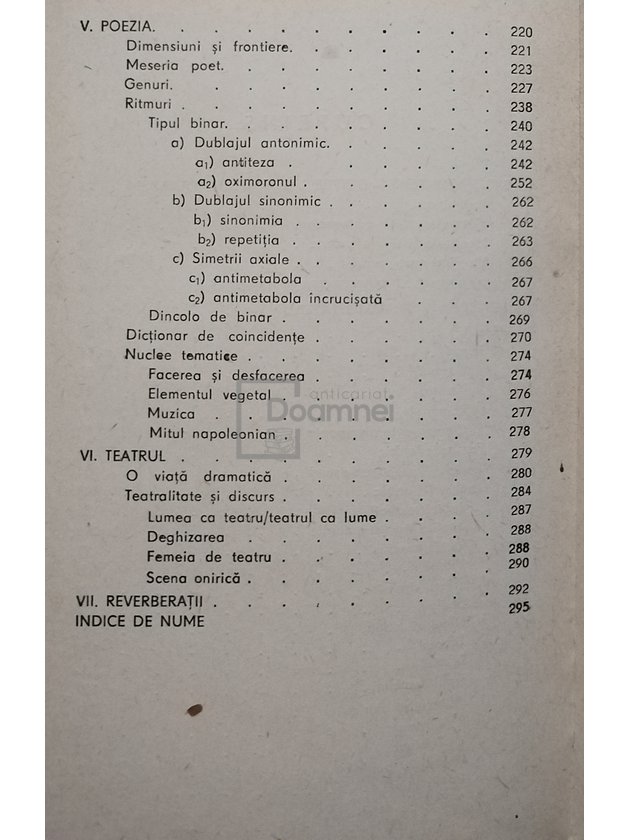 V. POEZIA. . . . . . . . . . 220
Dimensiuni și frontiere. . . . . . 221
Meseria poet. . . . . . . . 223
Genuri. . . . . . . . . 227
Ritmuri . . . . . . . . . 238
Tipul binar. . . . . . . . 240
a) Dublajul antonimic. . . . . 242
a₁) antiteza . . . . . . 242
a₂) oximoronul . . . . . . 252
b) Dublajul sinonimic . . . . . 262
b₁) sinonimia . . . . . . 262
b₂) repetiția . . . . . . 263
c) Simetrii axiale . . . . . . 266
c₁) antimetabola . . . . . 267
c₂) antimetabola încrucișată . . . 267
Dincolo de binar . . . . . . 269
Dicționar de coincidențe . . . . . 270
Nuclee tematice . . . . . . . 274
Facerea și desfacerea . . . . . 274
Elementul vegetal . . . . . . 276
Muzica . . . . . . . . 277
Mitul napoleonian . . . . . . 278
VI. TEATRUL . . . . . . . . 279
O viață dramatică . . . . . . 280
Teatralitate și discurs . . . . . . 284
Lumea ca teatru/teatrul ca lume . . . 287
Deghizarea . . . . . . . 288
Femeia de teatru . . . . . . 288
Scena onirică . . . . . . . 290
VII. REVERBERAȚII . . . . . . . 292
INDICE DE NUME 295
anticariat
Doamnei